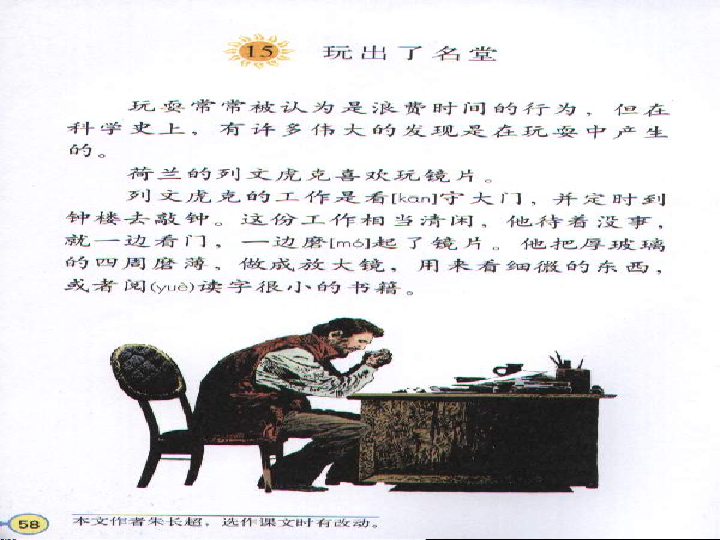 15 玩出了名堂
玩耍常常被认为是浪费时间的行为，但在
科学史上，有许多伟大的发现是在玩耍中产生
的。
荷兰的列文虎克喜欢玩镜片。
列文虎克的工作是看[kān]守大门，并定时到
钟楼去敲钟。这份工作相当清闲，他待着没事，
就一边看门，一边磨[mó]起了镜片。他把厚玻璃
的四周磨薄，做成放大镜，用来看细微的东西，
或者阅(yuè)读字很小的书籍。
58 本文作者朱长超，选作课文时有改动。